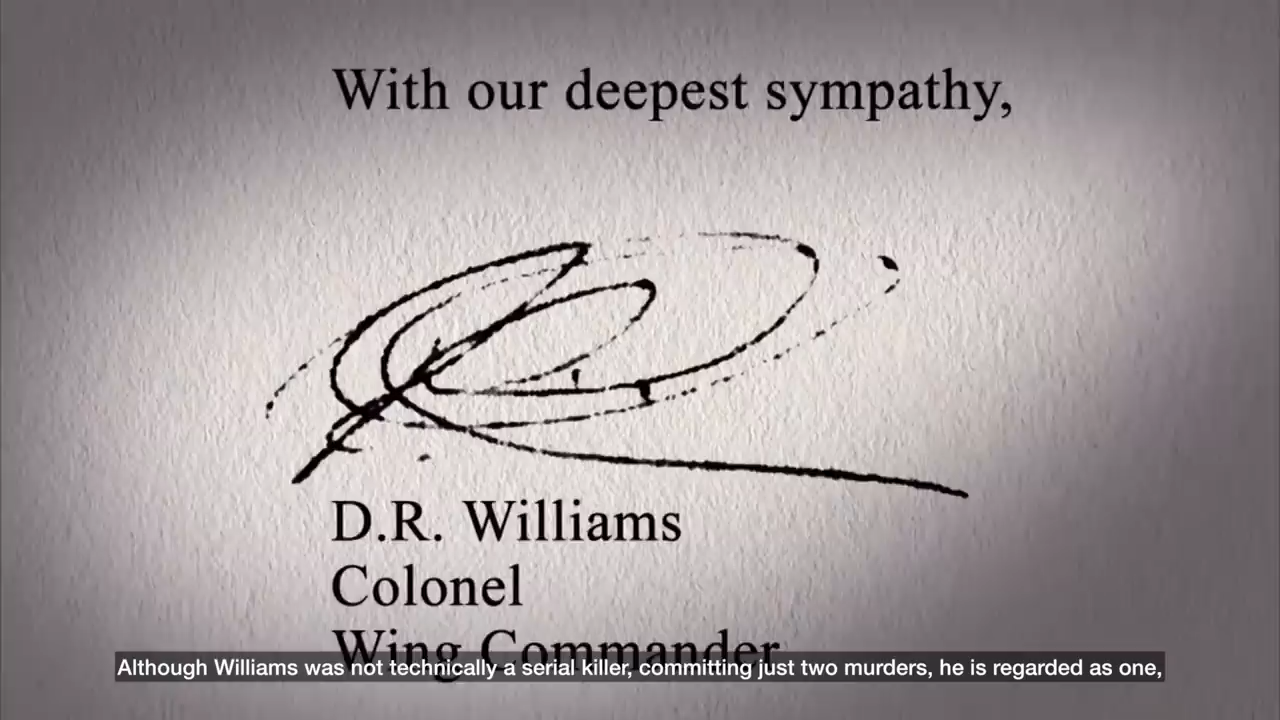 With our deepest sympathy,
D.R. Williams
Colonel
Wing Commander
Although Williams was not technically a serial killer, committing just two murders, he is regarded as one,